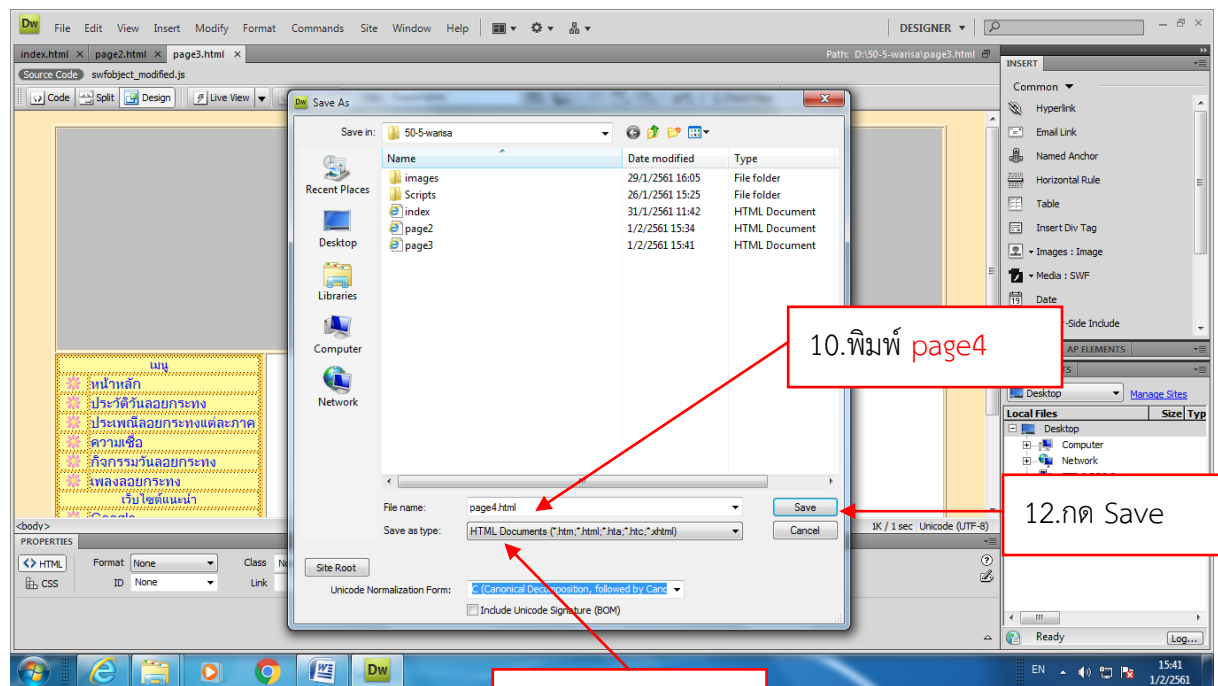 Dw File Edit View Insert Modify Format Commands Site Window Help DESIGNER
index.html × page2.html × page3.html × Path: D:\50-5-warisa\page3.html
Source Code swfobject_modified.js
Code Split Design Live View
INSERT
Common
Hyperlink
Email Link
Named Anchor
Horizontal Rule
Table
Insert Div Tag
Images : Image
Media : SWF
Date
-Side Include
AP ELEMENTS
Desktop Manage Sites
Local Files Size Typ
Desktop
Computer
Network
Dw Save As
Save in: 50-5-warisa
Name Date modified Type
images 29/1/2561 16:05 File folder
Scripts 26/1/2561 15:25 File folder
index 31/1/2561 11:42 HTML Document
page2 1/2/2561 15:34 HTML Document
page3 1/2/2561 15:41 HTML Document
Recent Places
Desktop
Libraries
Computer
Network
File name: page4.html Save
Save as type: HTML Documents (*.htm;*.html;*.hta;*.htc;*.xhtml) Cancel
Site Root
Unicode Normalization Form: C (Canonical Decomposition, followed by Canc
Include Unicode Signature (BOM)
10.พิมพ์ page4
12.กด Save
เมนู
หน้าหลัก
ประวัติวันลอยกระทง
ประเพณีลอยกระทงแต่ละภาค
ความเชื่อ
กิจกรรมวันลอยกระทง
เพลงลอยกระทง
เว็บไซต์แนะนำ
Google
<body> 1K / 1 sec Unicode (UTF-8)
PROPERTIES
HTML Format None Class
CSS ID None Link
Ready Log...
Dw EN 15:41
1/2/2561